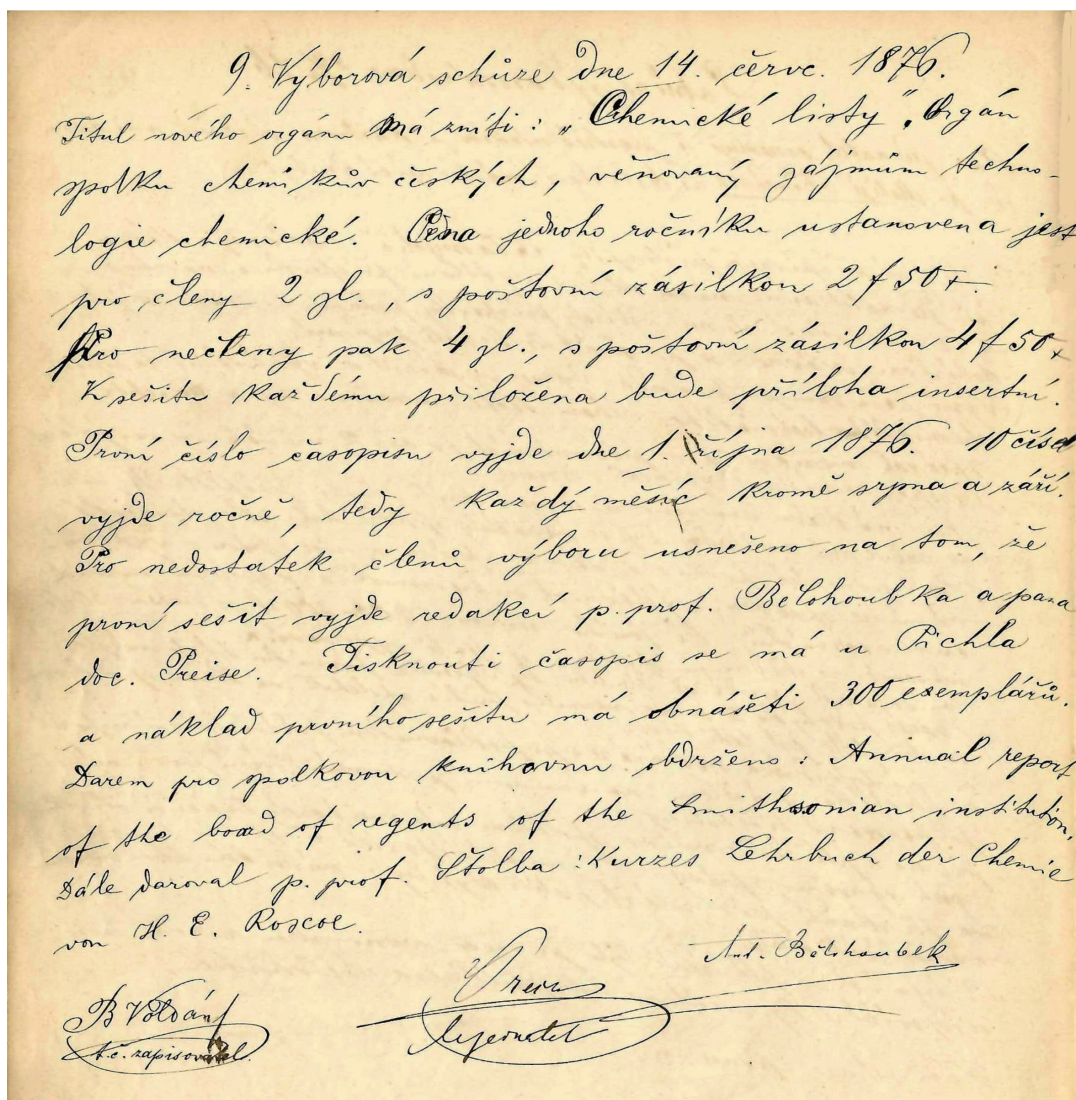 9. Výborová schůze dne 14. červc. 1876.
Titul nového orgánu má zníti: „Chemické listy". Orgán
spolku chemikův českých, věnovaný zájmům techno-
logie chemické. Cena jednoho ročníku ustanovena jest
pro členy 2 zl., s poštovní zásilkou 2 f 50 x.
Pro nečleny pak 4 zl., s poštovní zásilkou 4 f 50 x
K sešitu každému přiložena bude příloha insertní.
První číslo časopisu vyjde dne 1. října 1876. 10 čísel
vyjde ročně, tedy každý měsíc kromě srpna a září.
Pro nedostatek členů výboru usnešeno na tom, že
první sešit vyjde redakcí p. prof. Bělohoubka a pana
doc. Preise. Tisknouti časopis se má u Pichla
a náklad prvního sešitu má obnášeti 300 exemplářů.
Darem pro spolkovou knihovnu obdrženo: Annual report
of the board of regents of the Smithsonian institution,
Dále daroval p. prof. Štolba: Kurzes Lehrbuch der Chemie
von H. E. Roscoe.
Ant. Bělohoubek
Preis
jednatel
B Voldán
t.č. zapisovatel.